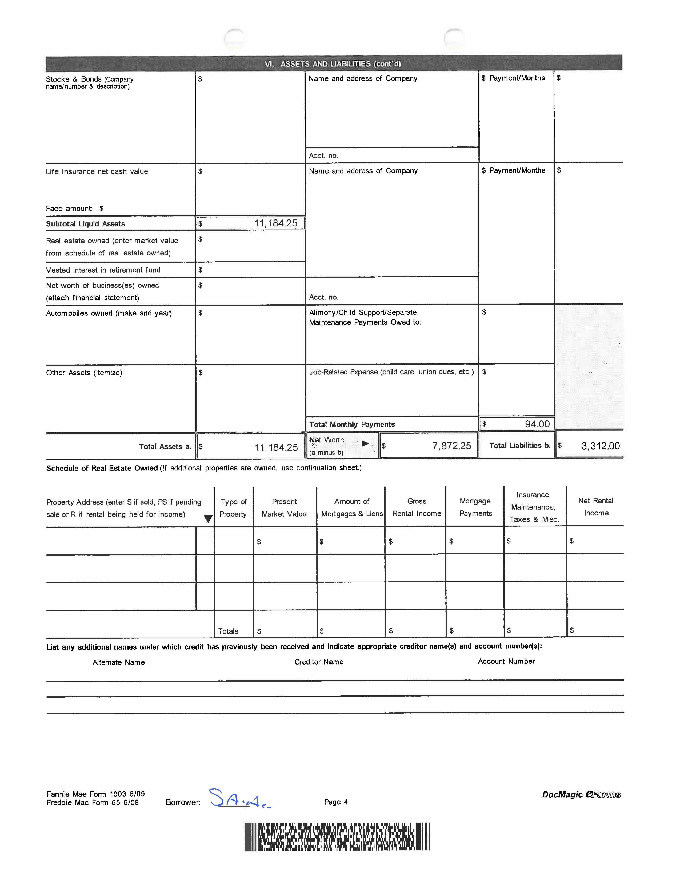 VI. ASSETS AND LIABILITIES (cont'd)
Stocks & Bonds (Company name/number & description) $ Name and address of Company $ Payment/Months $
Acct. no.
Life Insurance net cash value $ Name and address of Company $ Payment/Months $
Face amount: $
Subtotal Liquid Assets $ 11,184.25
Real estate owned (enter market value from schedule of real estate owned) $
Vested interest in retirement fund $
Net worth of business(es) owned (attach financial statement) $ Acct. no.
Automobiles owned (make and year) $ Alimony/Child Support/Separate Maintenance Payments Owed to: $
Other Assets (itemize) $ Job-Related Expense (child care, union dues, etc.) $
Total Monthly Payments $ 94.00
Total Assets a. $ 11,184.25 Net Worth (a minus b) $ 7,872.25 Total Liabilities b. $ 3,312.00
Schedule of Real Estate Owned (If additional properties are owned, use continuation sheet.)
Property Address (enter S if sold, PS if pending sale or R if rental being held for income) Type of Property Present Market Value Amount of Mortgages & Liens Gross Rental Income Mortgage Payments Insurance Maintenance, Taxes & Misc. Net Rental Income
$ $ $ $ $ $
Totals $ $ $ $ $ $
List any additional names under which credit has previously been received and indicate appropriate creditor name(s) and account number(s):
Alternate Name Creditor Name Account Number
Fannie Mae Form 1003 6/09
Freddie Mac Form 65 6/09 Borrower: Page 4
DocMagic